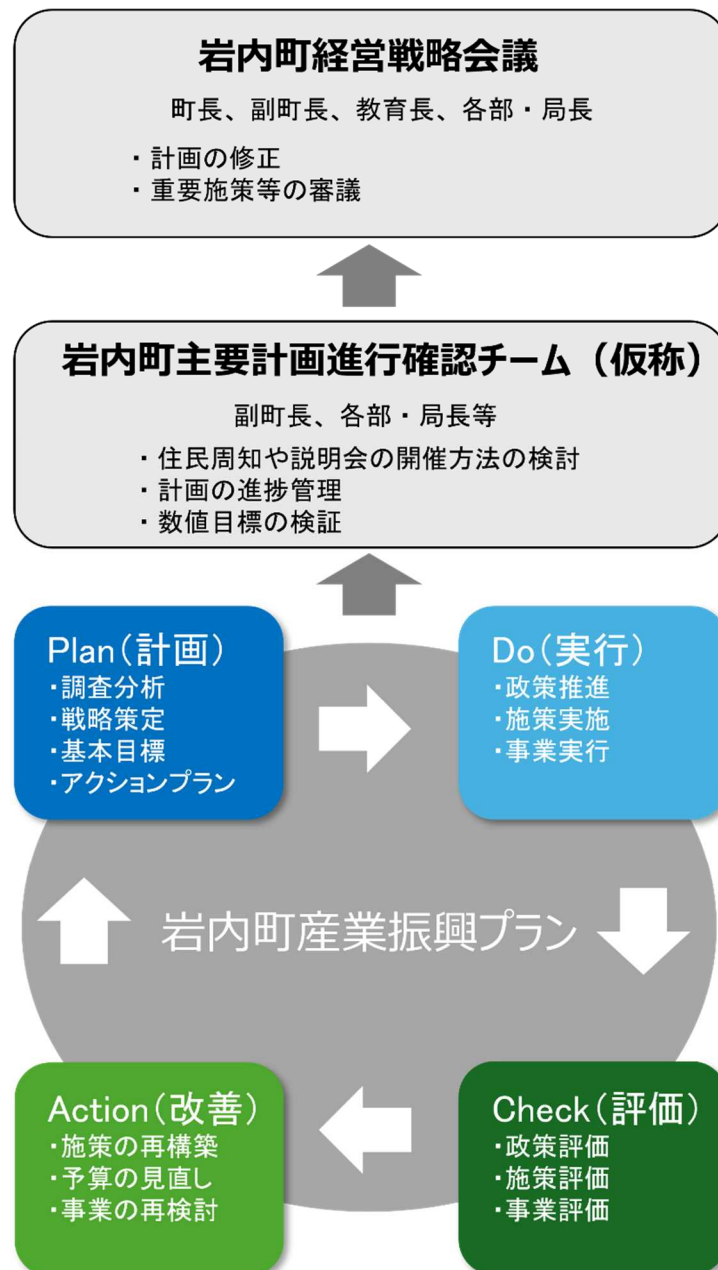 岩内町経営戦略会議
町長、副町長、教育長、各部・局長
・計画の修正
・重要施策等の審議
岩内町主要計画進行確認チーム（仮称）
副町長、各部・局長等
・住民周知や説明会の開催方法の検討
・計画の進捗管理
・数値目標の検証
Plan（計画）
・調査分析
・戦略策定
・基本目標
・アクションプラン
Do（実行）
・政策推進
・施策実施
・事業実行
岩内町産業振興プラン
Action（改善）
・施策の再構築
・予算の見直し
・事業の再検討
Check（評価）
・政策評価
・施策評価
・事業評価